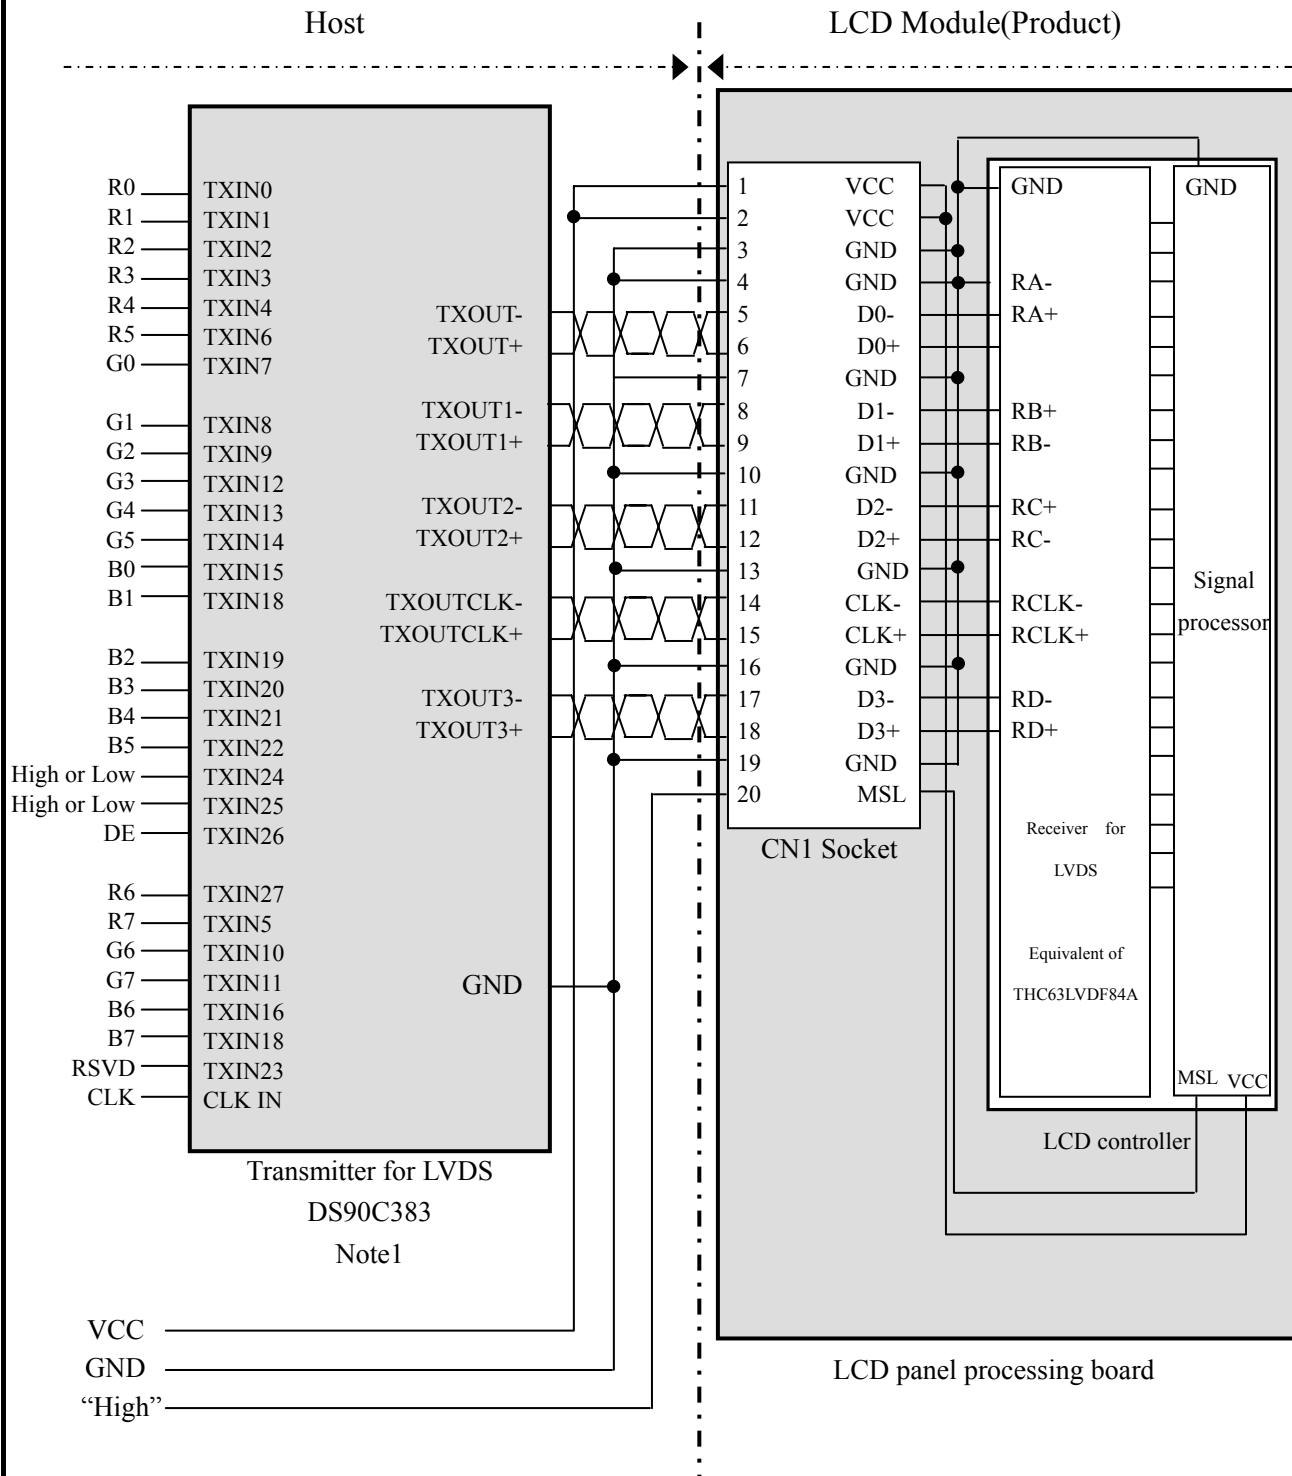 Host
LCD Module(Product)
R0 TXIN0
R1 TXIN1
R2 TXIN2
R3 TXIN3
R4 TXIN4
R5 TXIN6
G0 TXIN7
G1 TXIN8
G2 TXIN9
G3 TXIN12
G4 TXIN13
G5 TXIN14
B0 TXIN15
B1 TXIN18
B2 TXIN19
B3 TXIN20
B4 TXIN21
B5 TXIN22
High or Low TXIN24
High or Low TXIN25
DE TXIN26
R6 TXIN27
R7 TXIN5
G6 TXIN10
G7 TXIN11
B6 TXIN16
B7 TXIN18
RSVD TXIN23
CLK CLK IN
TXOUT-
TXOUT+
TXOUT1-
TXOUT1+
TXOUT2-
TXOUT2+
TXOUTCLK-
TXOUTCLK+
TXOUT3-
TXOUT3+
GND
Transmitter for LVDS
DS90C383
Note1
VCC
GND
“High”
1 VCC
2 VCC
3 GND
4 GND
5 D0-
6 D0+
7 GND
8 D1-
9 D1+
10 GND
11 D2-
12 D2+
13 GND
14 CLK-
15 CLK+
16 GND
17 D3-
18 D3+
19 GND
20 MSL
CN1 Socket
GND
RA-
RA+
RB+
RB-
RC+
RC-
RCLK-
RCLK+
RD-
RD+
Receiver for
LVDS
Equivalent of
THC63LVDF84A
GND
Signal
processor
MSL VCC
LCD controller
LCD panel processing board